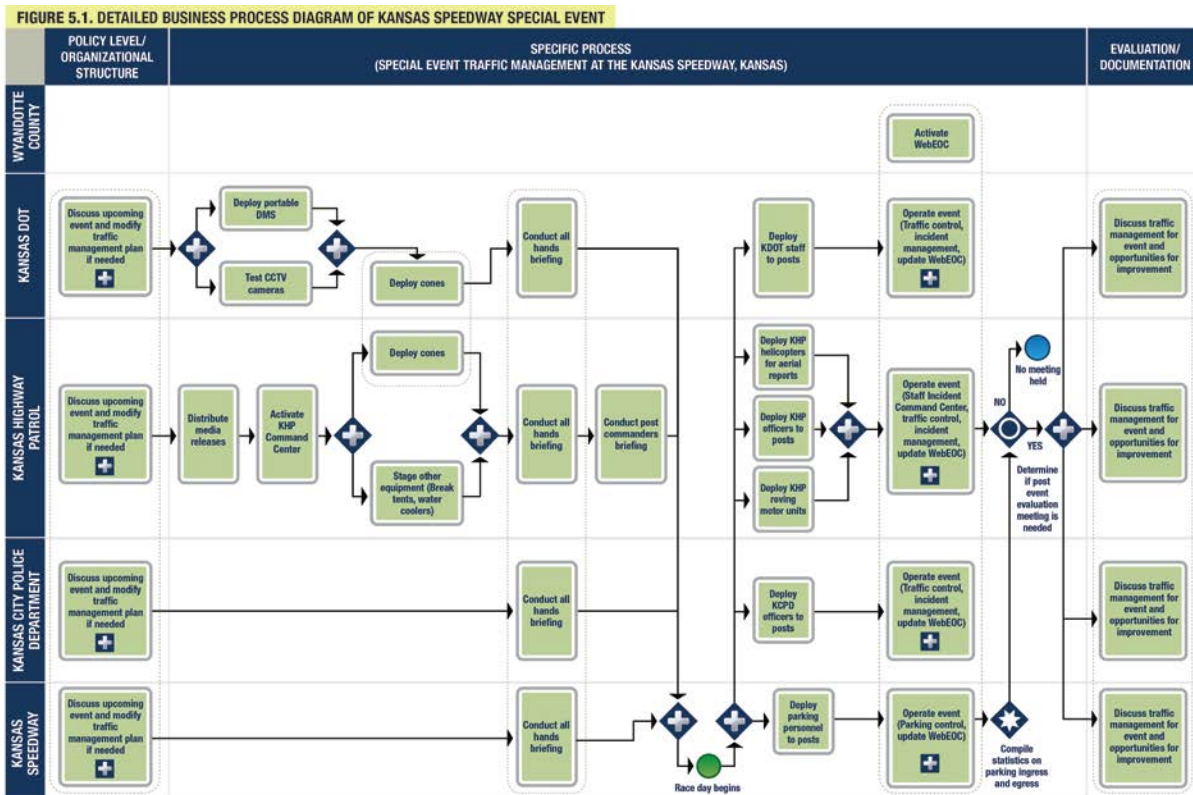 FIGURE 5.1. DETAILED BUSINESS PROCESS DIAGRAM OF KANSAS SPEEDWAY SPECIAL EVENT
POLICY LEVEL/
ORGANIZATIONAL
STRUCTURE
SPECIFIC PROCESS
(SPECIAL EVENT TRAFFIC MANAGEMENT AT THE KANSAS SPEEDWAY, KANSAS)
EVALUATION/
DOCUMENTATION
WYANDOTTE
COUNTY
Activate
WebEOC
KANSAS DOT
Discuss upcoming
event and modify
traffic
management plan
if needed
Deploy portable
DMS
Test CCTV
cameras
Deploy cones
Conduct all
hands
briefing
Deploy
KDOT staff
to posts
Operate event
(Traffic control,
incident
management,
update WebEOC)
Discuss traffic
management for
event and
opportunities for
improvement
KANSAS HIGHWAY
PATROL
Discuss upcoming
event and modify
traffic
management plan
if needed
Distribute
media
releases
Activate
KHP
Command
Center
Deploy cones
Stage other
equipment (Break
tents, water
coolers)
Conduct all
hands
briefing
Conduct post
commanders
briefing
Deploy KHP
helicopters
for aerial
reports
Deploy KHP
officers to
posts
Deploy KHP
roving
motor units
Operate event
(Staff Incident
Command Center,
traffic control,
incident
management,
update WebEOC)
No meeting
held
NO
YES
Determine
if post
event
evaluation
meeting is
needed
Discuss traffic
management for
event and
opportunities for
improvement
KANSAS CITY POLICE
DEPARTMENT
Discuss upcoming
event and modify
traffic
management plan
if needed
Conduct all
hands
briefing
Deploy
KCPD
officers to
posts
Operate event
(Traffic control,
incident
management,
update WebEOC)
Discuss traffic
management for
event and
opportunities for
improvement
KANSAS
SPEEDWAY
Discuss upcoming
event and modify
traffic
management plan
if needed
Conduct all
hands
briefing
Race day begins
Deploy
parking
personnel
to posts
Operate event
(Parking control,
update WebEOC)
Compile
statistics on
parking ingress
and egress
Discuss traffic
management for
event and
opportunities for
improvement